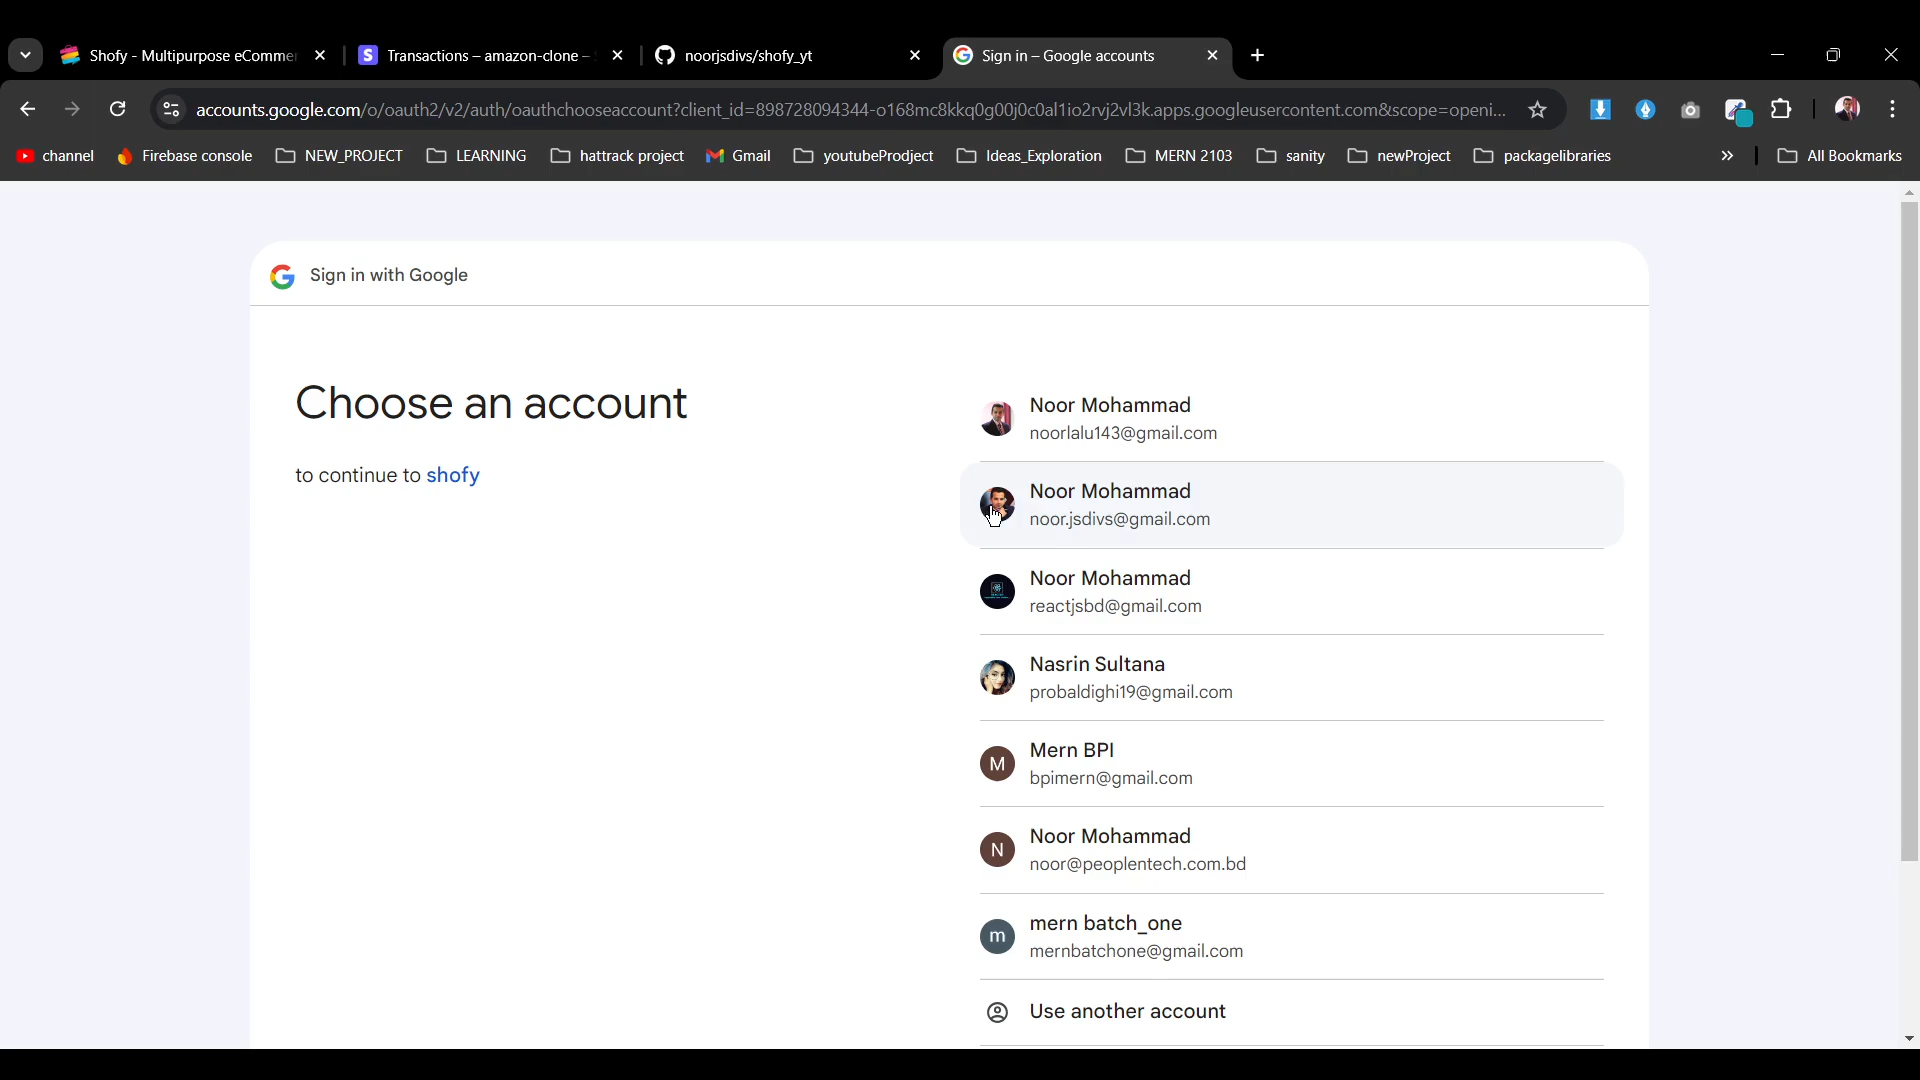 Shofy - Multipurpose eCommer
Transactions – amazon-clone –
noorjsdivs/shofy_yt
Sign in – Google accounts
accounts.google.com/o/oauth2/v2/auth/oauthchooseaccount?client_id=898728094344-o168mc8kkq0g00j0c0al1io2rvj2vl3k.apps.googleusercontent.com&scope=openi...
channel
Firebase console
NEW_PROJECT
LEARNING
hattrack project
Gmail
youtubeProdject
Ideas_Exploration
MERN 2103
sanity
newProject
packagelibraries
»
All Bookmarks
Sign in with Google
Choose an account
to continue to shofy
Noor Mohammad
noorlalu143@gmail.com
Noor Mohammad
noor.jsdivs@gmail.com
Noor Mohammad
reactjsbd@gmail.com
Nasrin Sultana
probaldighi19@gmail.com
M
Mern BPI
bpimern@gmail.com
N
Noor Mohammad
noor@peoplentech.com.bd
m
mern batch_one
mernbatchone@gmail.com
Use another account